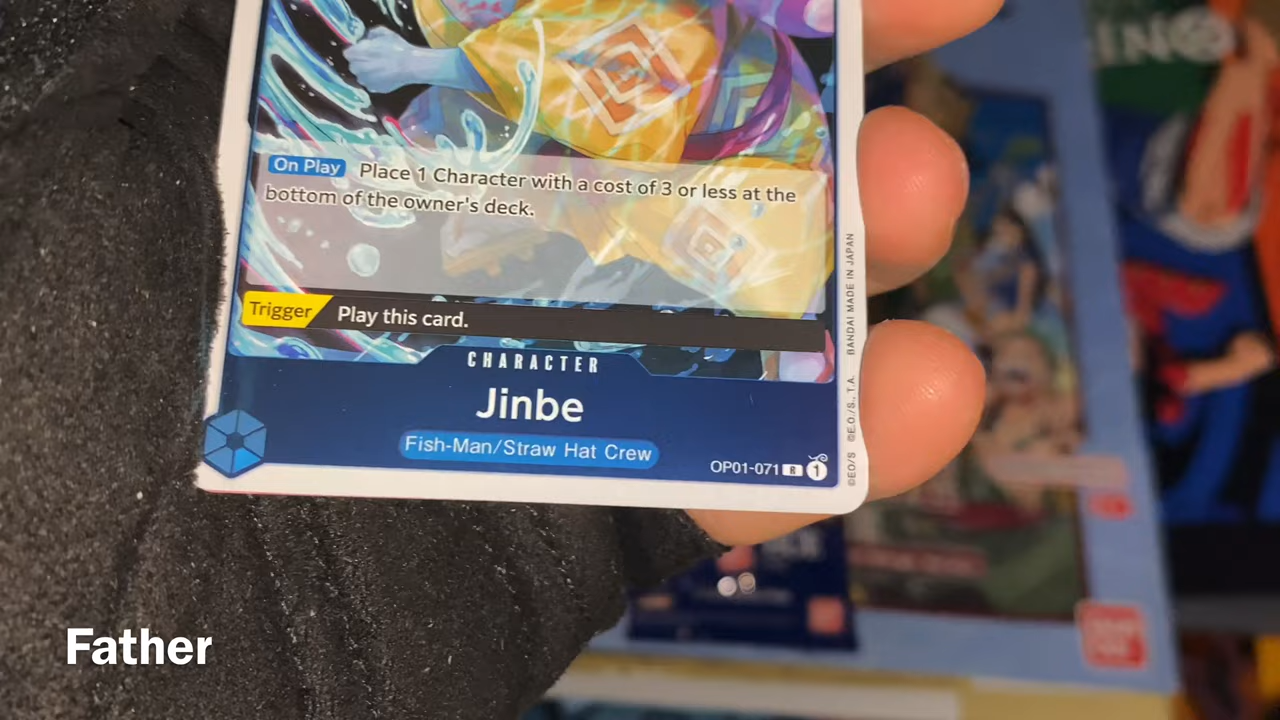 On Play Place 1 Character with a cost of 3 or less at the
bottom of the owner's deck.
Trigger Play this card.
CHARACTER
Jinbe
Fish-Man/Straw Hat Crew
OP01-071 R 1
©EO/S ©E.O./S., T.A. BANDAI MADE IN JAPAN
Father